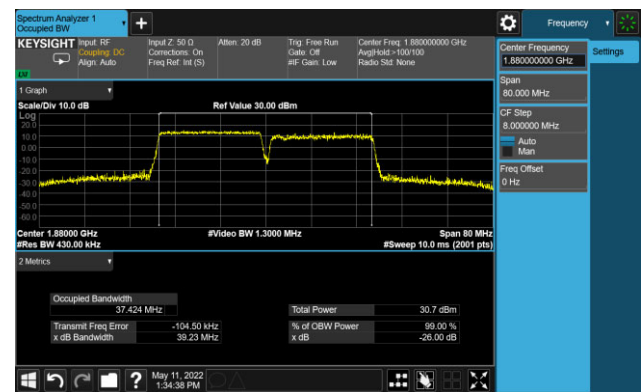 Spectrum Analyzer 1
Occupied BW
Frequency
KEYSIGHT
Input: RF
Coupling: DC
Align: Auto
Input Z: 50 Ω
Corrections: On
Freq Ref: Int (S)
Atten: 20 dB
Trig: Free Run
Gate: Off
#IF Gain: Low
Center Freq: 1.880000000 GHz
Avg|Hold:>100/100
Radio Std: None
Center Frequency
1.880000000 GHz
Settings
Span
80.000 MHz
CF Step
8.000000 MHz
Auto
Man
Freq Offset
0 Hz
1 Graph
Scale/Div 10.0 dB
Ref Value 30.00 dBm
Log
20.0
10.0
0.00
-10.0
-20.0
-30.0
-40.0
-50.0
-60.0
Center 1.88000 GHz
#Video BW 1.3000 MHz
Span 80 MHz
#Res BW 430.00 kHz
#Sweep 10.0 ms (2001 pts)
2 Metrics
Occupied Bandwidth
37.424 MHz
Total Power
30.7 dBm
Transmit Freq Error
-104.50 kHz
% of OBW Power
99.00 %
x dB Bandwidth
39.23 MHz
x dB
-26.00 dB
?
May 11, 2022
1:34:38 PM